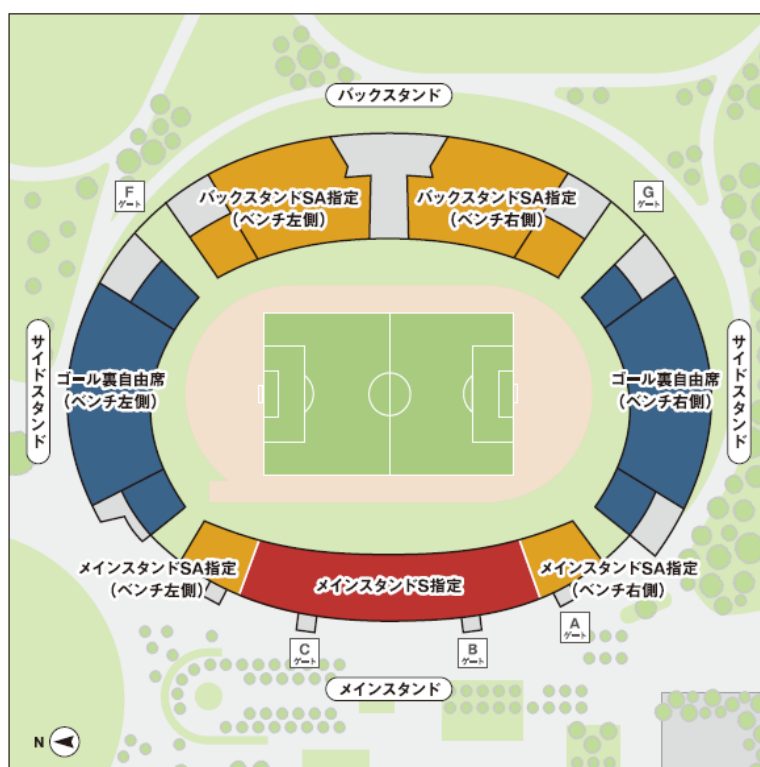 バックスタンド
F
ゲート
G
ゲート
バックスタンドSA指定
（ベンチ左側）
バックスタンドSA指定
（ベンチ右側）
サイドスタンド
ゴール裏自由席
（ベンチ左側）
ゴール裏自由席
（ベンチ右側）
サイドスタンド
メインスタンドSA指定
（ベンチ左側）
メインスタンドS指定
メインスタンドSA指定
（ベンチ右側）
C
ゲート
B
ゲート
A
ゲート
メインスタンド
N